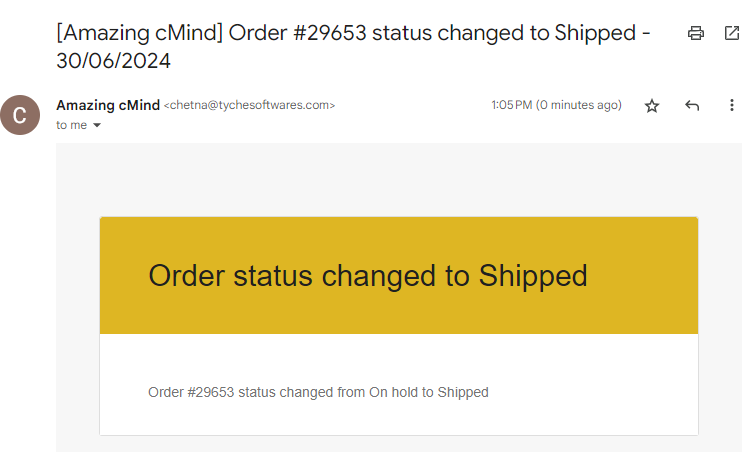 [Amazing cMind] Order #29653 status changed to Shipped -
30/06/2024
C
Amazing cMind <chetna@tychesoftwares.com>
1:05 PM (0 minutes ago)
to me
Order status changed to Shipped
Order #29653 status changed from On hold to Shipped